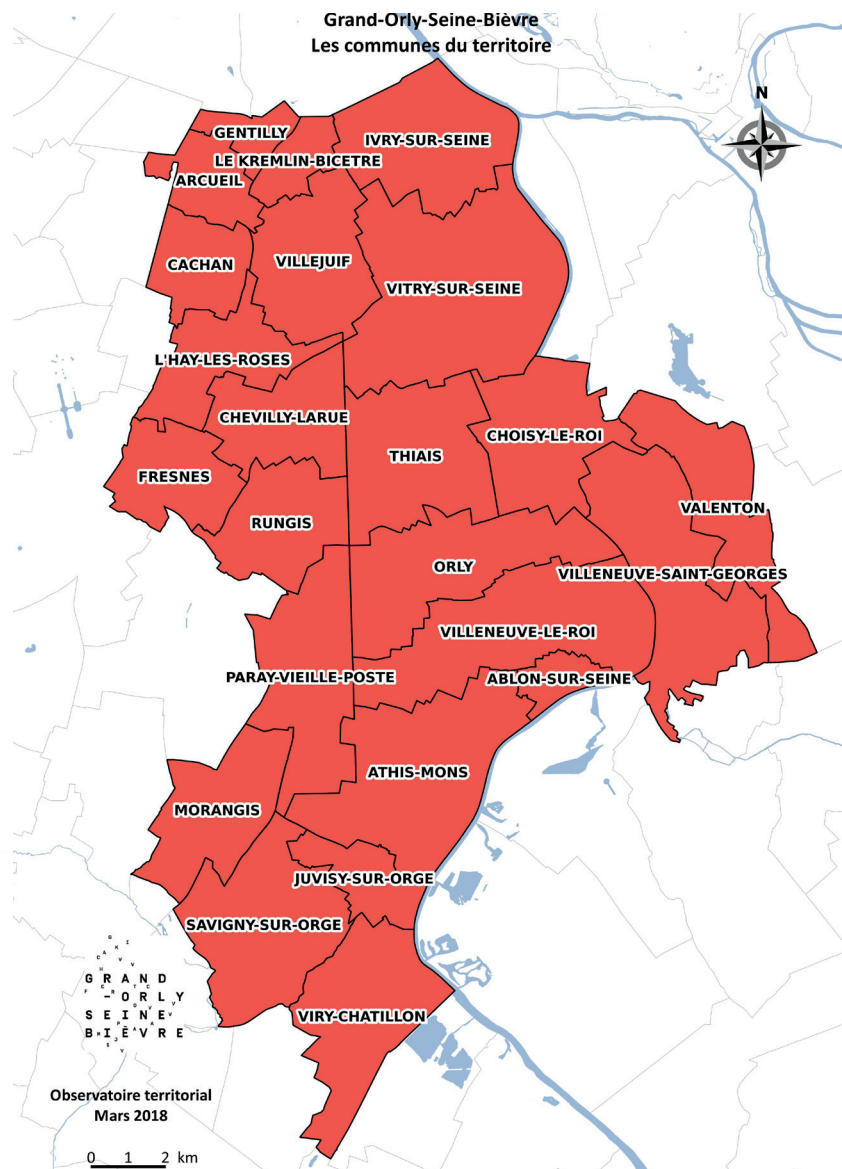 Grand-Orly-Seine-Bièvre
Les communes du territoire
N
GENTILLY
IVRY-SUR-SEINE
LE KREMLIN-BICETRE
ARCUEIL
CACHAN
VILLEJUIF
VITRY-SUR-SEINE
L'HAY-LES-ROSES
CHEVILLY-LARUE
CHOISY-LE-ROI
THIAIS
FRESNES
VALENTON
RUNGIS
ORLY
VILLENEUVE-SAINT-GEORGES
VILLENEUVE-LE-ROI
PARAY-VIEILLE-POSTE
ABLON-SUR-SEINE
ATHIS-MONS
MORANGIS
JUVISY-SUR-ORGE
SAVIGNY-SUR-ORGE
VIRY-CHATILLON
GRAND
-ORLY
SEINE
BIÈVRE
Observatoire territorial
Mars 2018
0 1 2 km